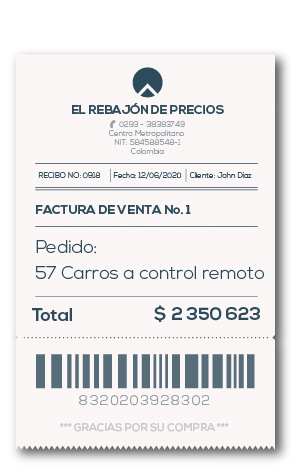 EL REBAJÓN DE PRECIOS
0293 - 38383749
Centro Metropolitano
NIT: 584588548-1
Colombia
RECIBO NO: 0918 Fecha: 12/06/2020 Cliente: John Díaz
FACTURA DE VENTA No. 1
Pedido:
57 Carros a control remoto
Total $ 2 350 623
8320203928302
*** GRACIAS POR SU COMPRA ***